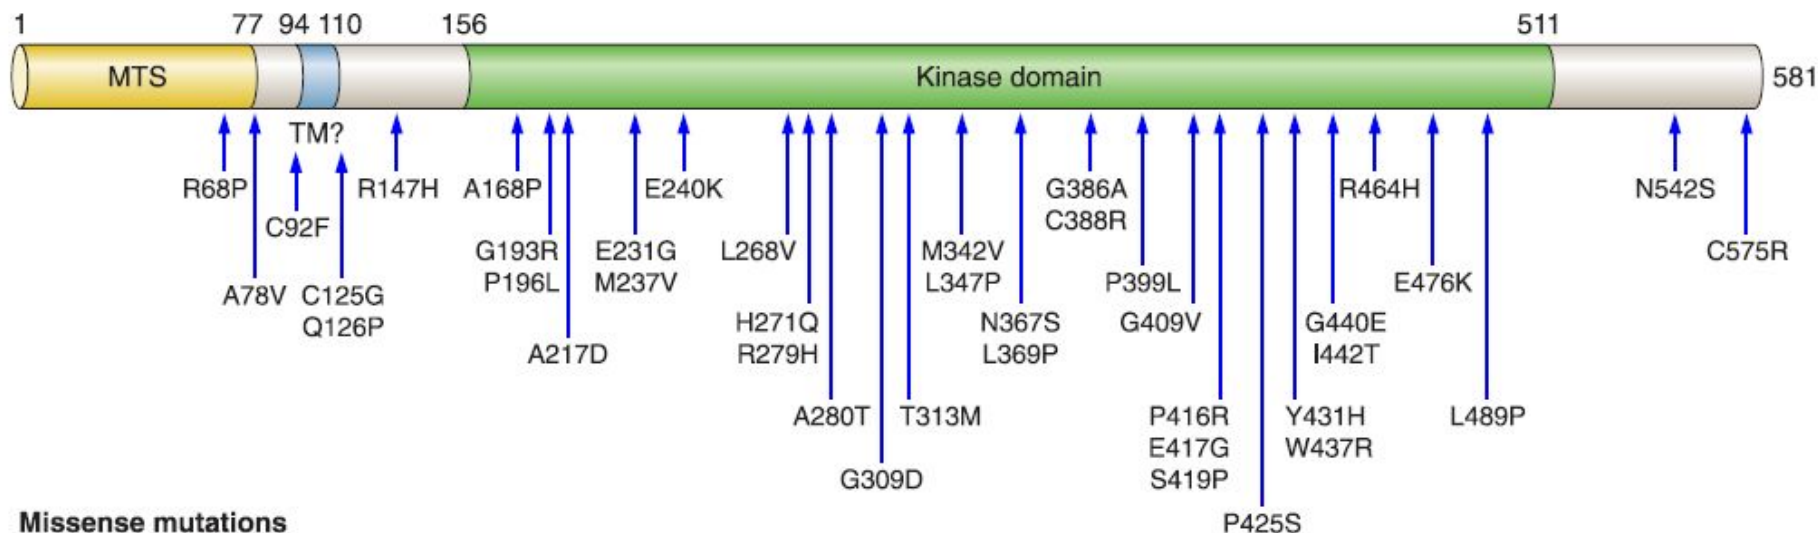 1 77 94 110 156 511
MTS Kinase domain 581
TM?
R68P R147H A168P E240K G386A R464H N542S
C92F C388R
G193R E231G L268V M342V C575R
P196L M237V L347P P399L E476K
A78V C125G
Q126P H271Q N367S G409V G440E
A217D R279H L369P I442T
A280T T313M P416R Y431H L489P
E417G W437R
G309D S419P
Missense mutations P425S